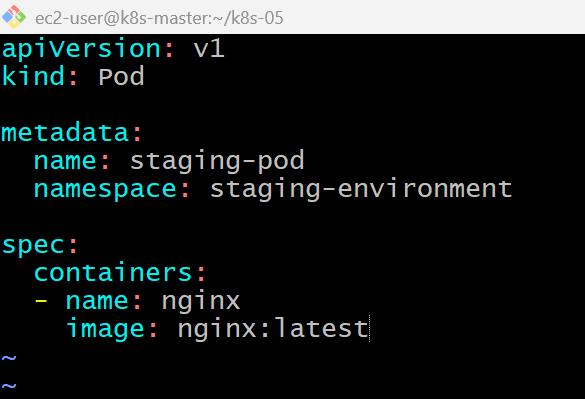 ec2-user@k8s-master:~/k8s-05
apiVersion: v1
kind: Pod
metadata:
  name: staging-pod
  namespace: staging-environment
spec:
  containers:
  - name: nginx
    image: nginx:latest
~
~